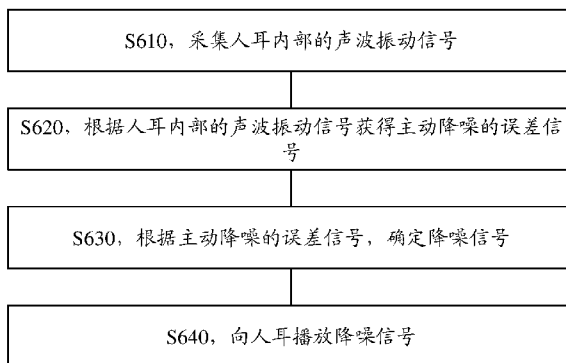 S610，采集人耳内部的声波振动信号
S620，根据人耳内部的声波振动信号获得主动降噪的误差信
号
S630，根据主动降噪的误差信号，确定降噪信号
S640，向人耳播放降噪信号